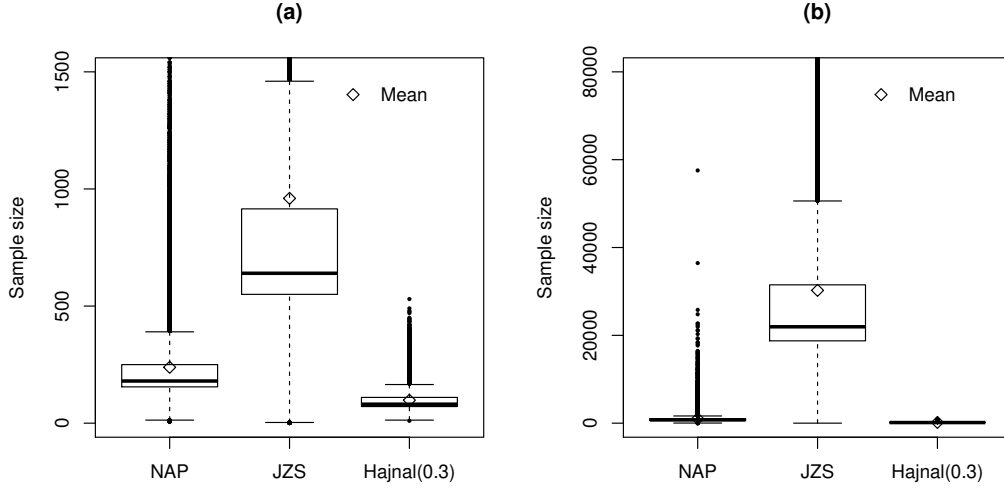 (a)
Sample size
1500
1000
500
0
Mean
NAP
JZS
Hajnal(0.3)
(b)
Sample size
80000
60000
40000
20000
0
Mean
NAP
JZS
Hajnal(0.3)